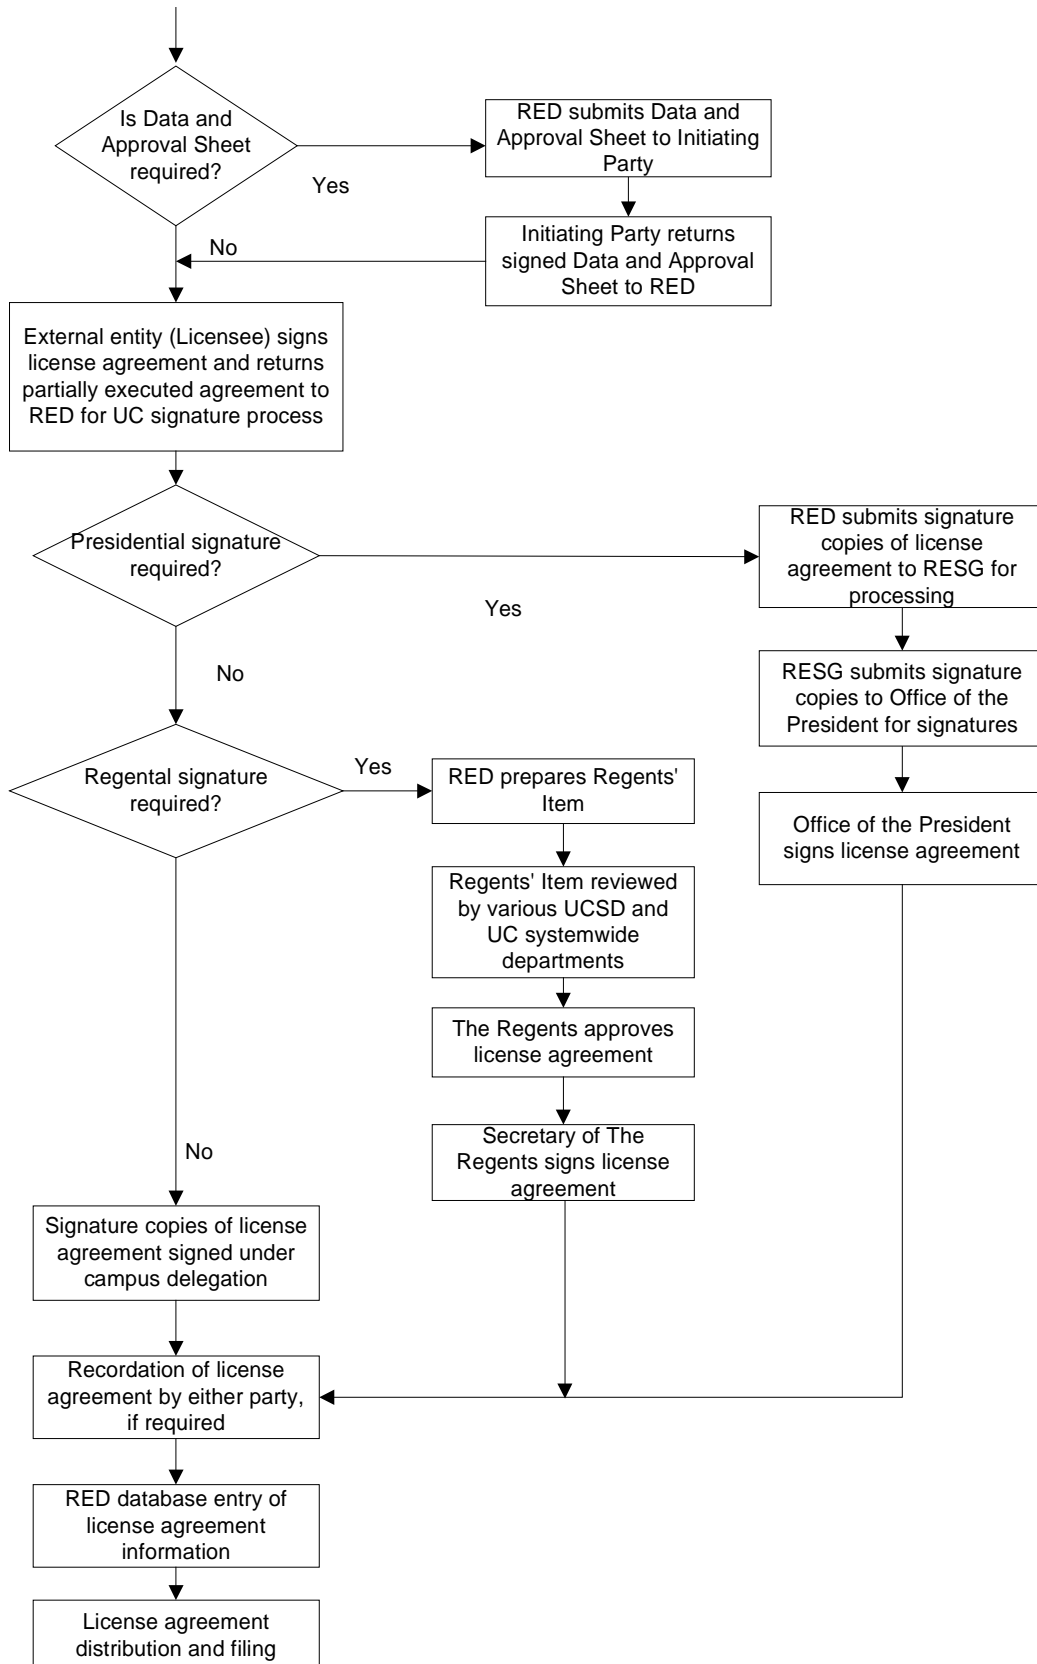 Is Data and
Approval Sheet
required?
Yes
RED submits Data and
Approval Sheet to Initiating
Party
Initiating Party returns
signed Data and Approval
Sheet to RED
No
External entity (Licensee) signs
license agreement and returns
partially executed agreement to
RED for UC signature process
Presidential signature
required?
Yes
RED submits signature
copies of license
agreement to RESG for
processing
RESG submits signature
copies to Office of the
President for signatures
Office of the President
signs license agreement
No
Regental signature
required?
Yes
RED prepares Regents'
Item
Regents' Item reviewed
by various UCSD and
UC systemwide
departments
The Regents approves
license agreement
Secretary of The
Regents signs license
agreement
No
Signature copies of license
agreement signed under
campus delegation
Recordation of license
agreement by either party,
if required
RED database entry of
license agreement
information
License agreement
distribution and filing